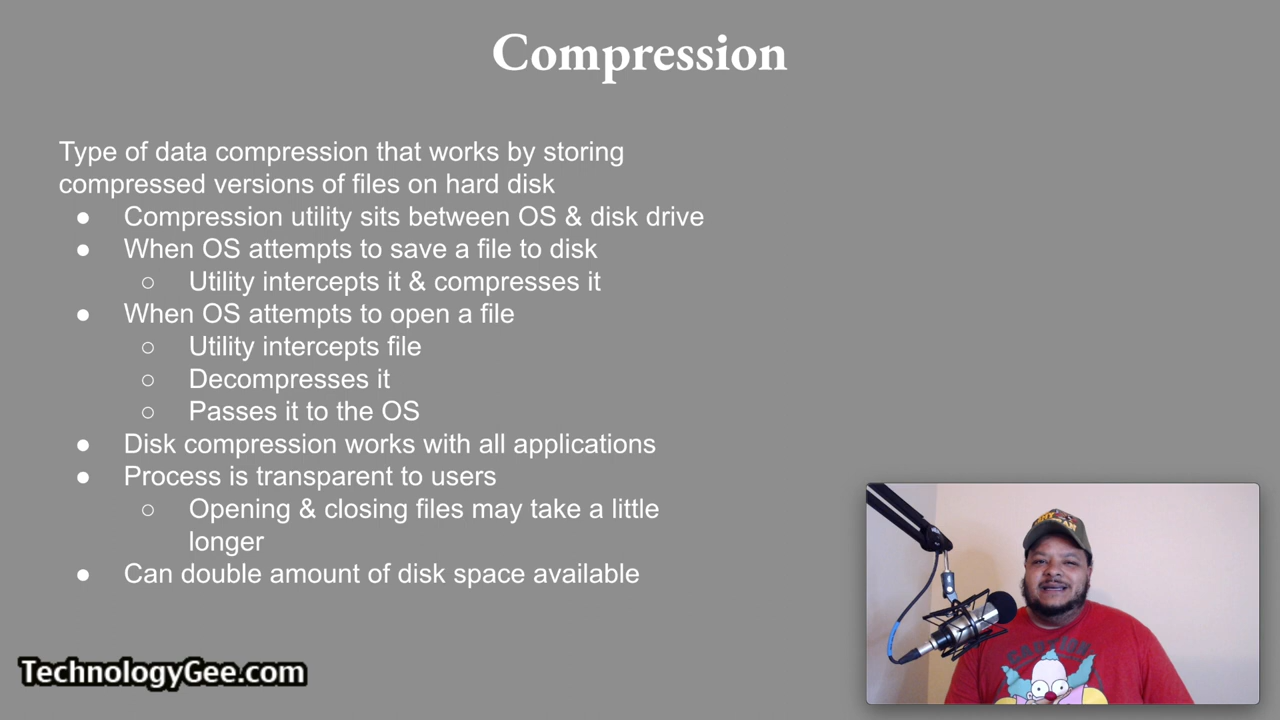 Compression
Type of data compression that works by storing
compressed versions of files on hard disk
● Compression utility sits between OS & disk drive
● When OS attempts to save a file to disk
○ Utility intercepts it & compresses it
● When OS attempts to open a file
○ Utility intercepts file
○ Decompresses it
○ Passes it to the OS
● Disk compression works with all applications
● Process is transparent to users
○ Opening & closing files may take a little
longer
● Can double amount of disk space available
TechnologyGee.com
CAUTION